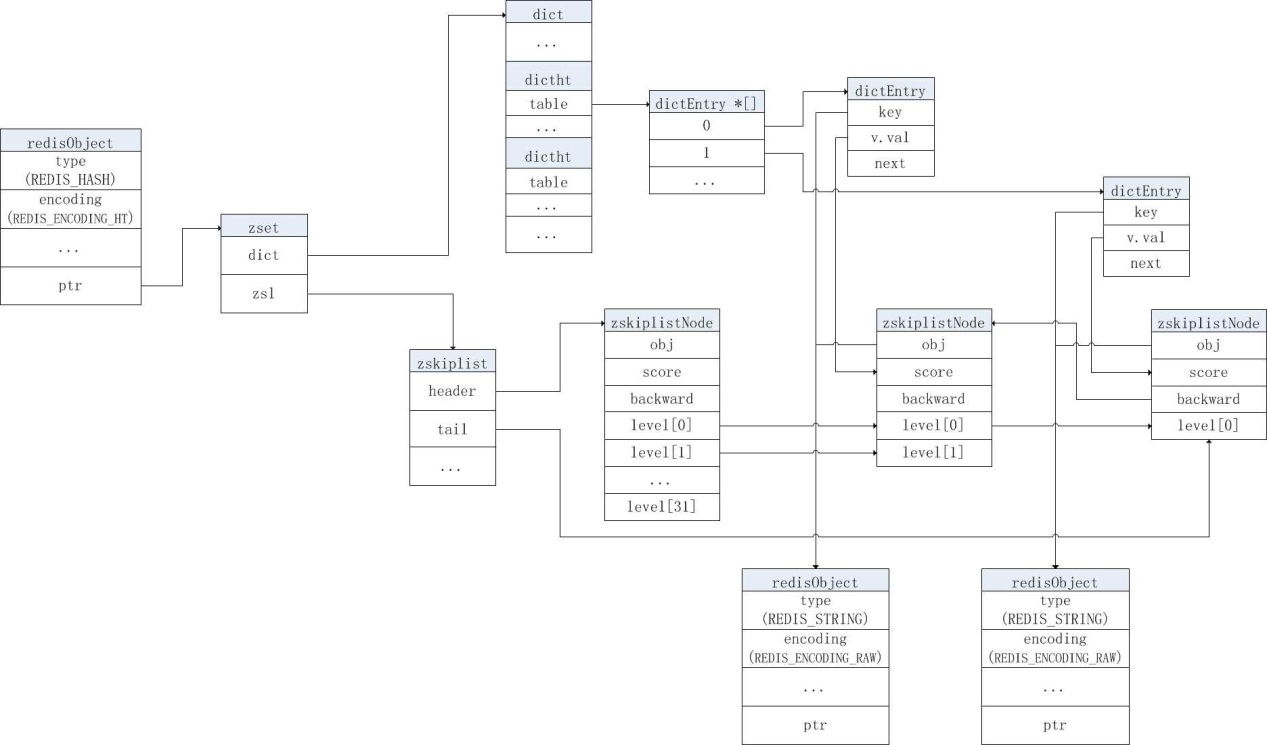 redisObject
type
(REDIS_HASH)
encoding
(REDIS_ENCODING_HT)
...
ptr
zset
dict
zsl
dict
...
dictht
table
...
dictht
table
...
...
dictEntry *[]
0
1
...
dictEntry
key
v.val
next
dictEntry
key
v.val
next
zskiplist
header
tail
...
zskiplistNode
obj
score
backward
level[0]
level[1]
...
level[31]
zskiplistNode
obj
score
backward
level[0]
level[1]
zskiplistNode
obj
score
backward
level[0]
redisObject
type
(REDIS_STRING)
encoding
(REDIS_ENCODING_RAW)
...
ptr
redisObject
type
(REDIS_STRING)
encoding
(REDIS_ENCODING_RAW)
...
ptr